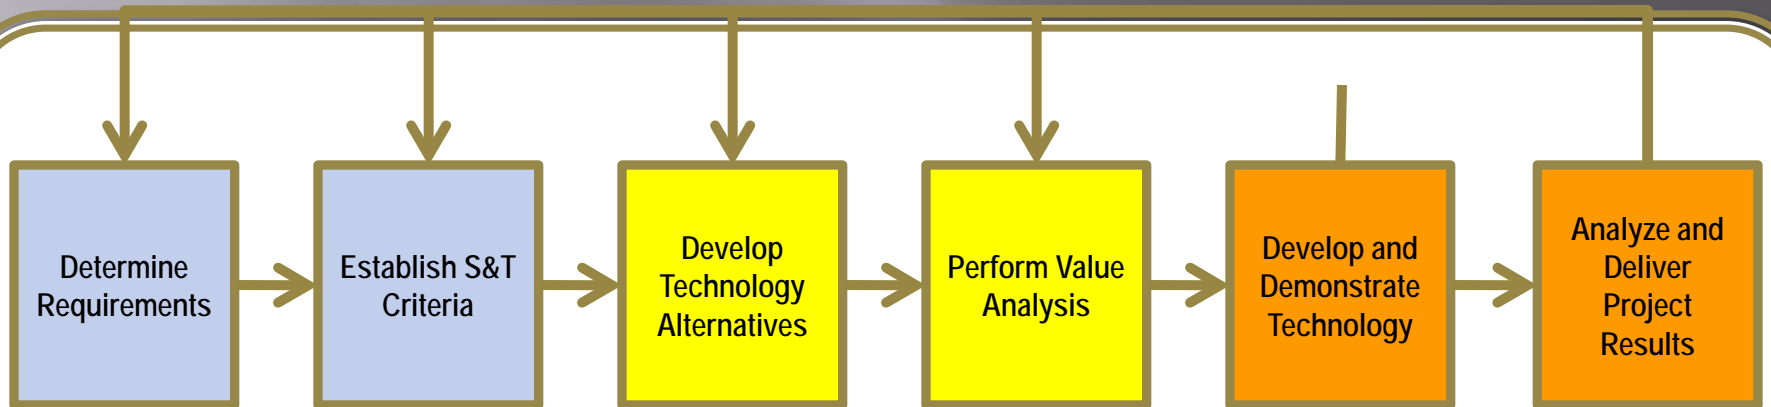 Determine
Requirements
Establish S&T
Criteria
Develop
Technology
Alternatives
Perform Value
Analysis
Develop and
Demonstrate
Technology
Analyze and
Deliver
Project
Results